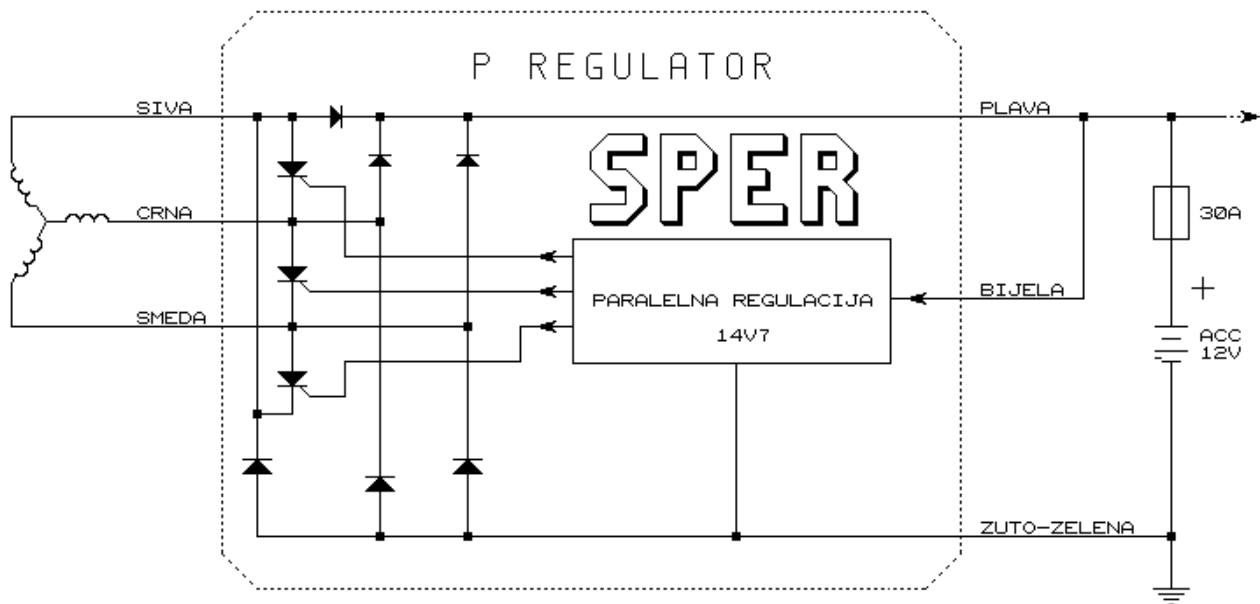 P REGULATOR
SIVA
PLAVA
SPER
CRNA
30A
PARALELNA REGULACIJA
14V7
BIJELA
+
SMEDA
ACC
12V
ZUTO-ZELENA